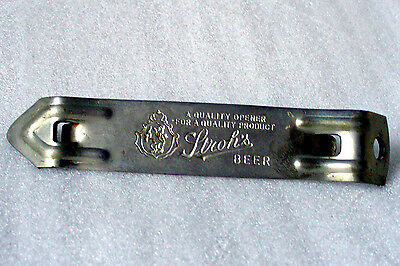 A QUALITY OPENER
FOR A QUALITY PRODUCT
Stroh's
BEER